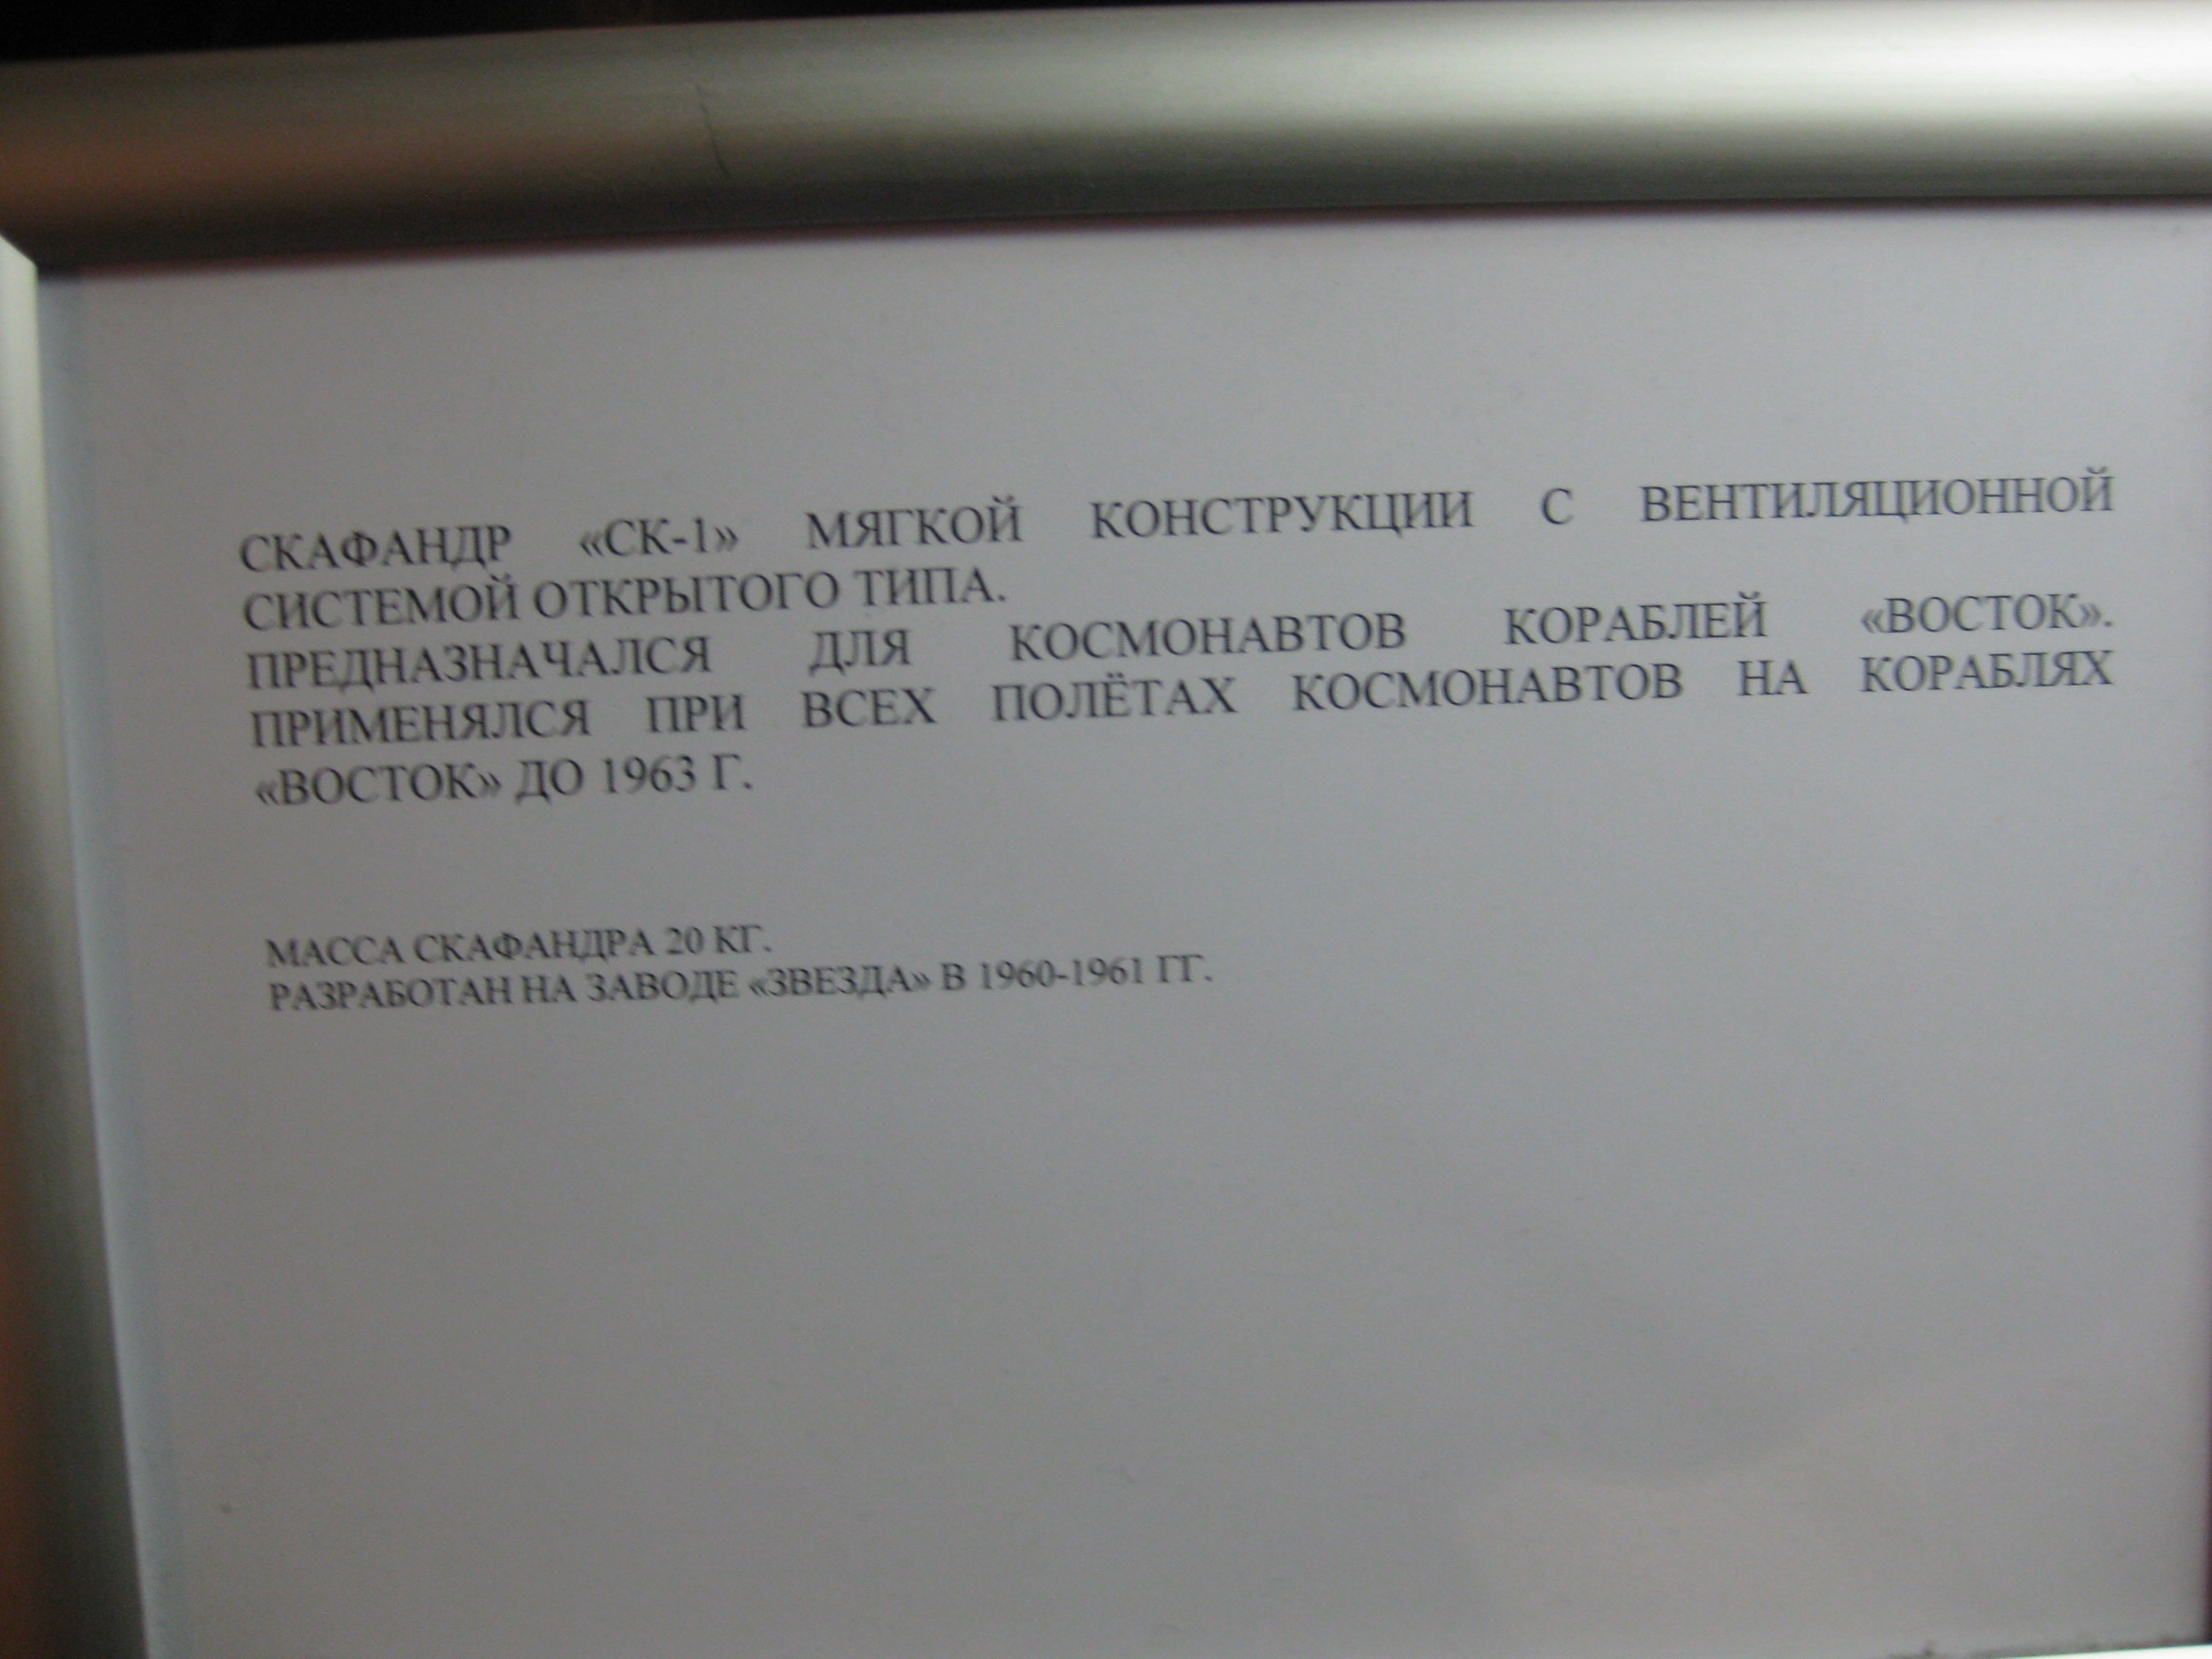 СКАФАНДР «СК-1» МЯГКОЙ КОНСТРУКЦИИ С ВЕНТИЛЯЦИОННОЙ
СИСТЕМОЙ ОТКРЫТОГО ТИПА.
ПРЕДНАЗНАЧАЛСЯ ДЛЯ КОСМОНАВТОВ КОРАБЛЕЙ «ВОСТОК».
ПРИМЕНЯЛСЯ ПРИ ВСЕХ ПОЛЁТАХ КОСМОНАВТОВ НА КОРАБЛЯХ
«ВОСТОК» ДО 1963 Г.
МАССА СКАФАНДРА 20 КГ.
РАЗРАБОТАН НА ЗАВОДЕ «ЗВЕЗДА» В 1960-1961 ГГ.